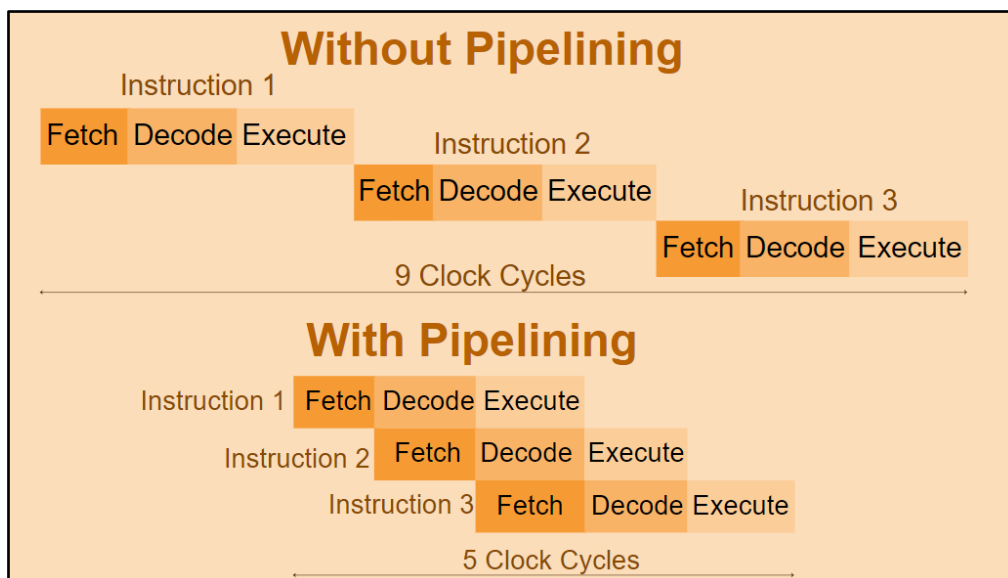 Without Pipelining
Instruction 1
Fetch Decode Execute
Instruction 2
Fetch Decode Execute
Instruction 3
Fetch Decode Execute
9 Clock Cycles
With Pipelining
Instruction 1 Fetch Decode Execute
Instruction 2 Fetch Decode Execute
Instruction 3 Fetch Decode Execute
5 Clock Cycles